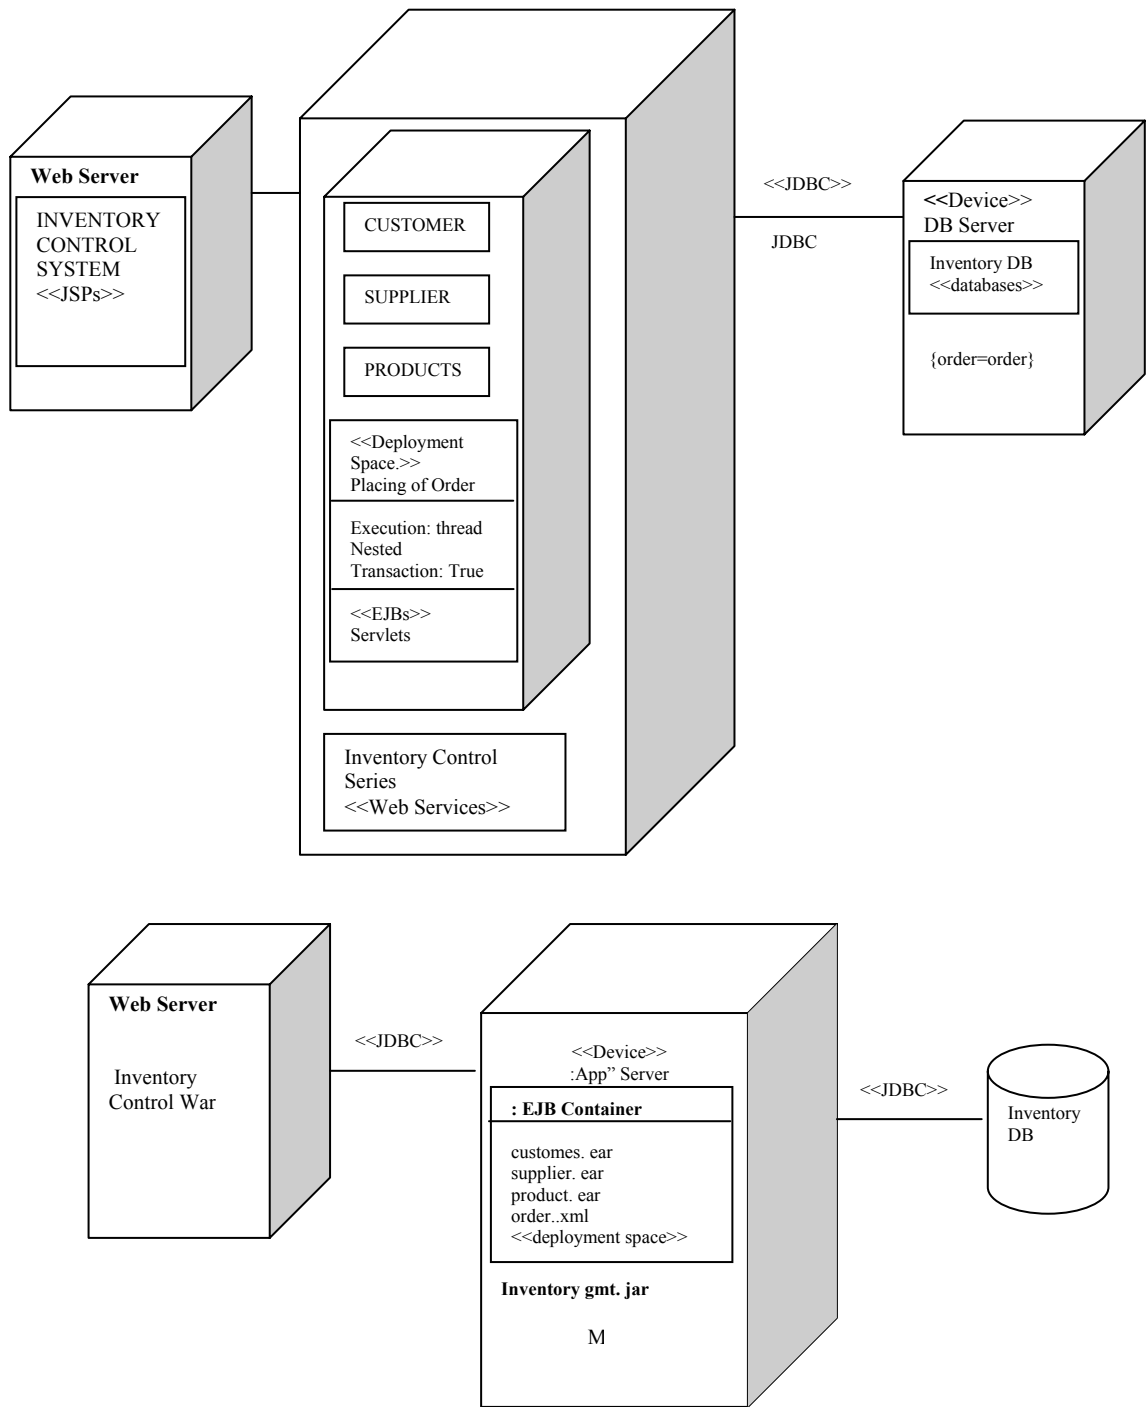 Web Server
INVENTORY
CONTROL
SYSTEM
<<JSPs>>
CUSTOMER
SUPPLIER
PRODUCTS
<<Deployment
Space.>>
Placing of Order
Execution: thread
Nested
Transaction: True
<<EJBs>>
Servlets
Inventory Control
Series
<<Web Services>>
<<JDBC>>
JDBC
<<Device>>
DB Server
Inventory DB
<<databases>>
{order=order}
Web Server
Inventory
Control War
<<JDBC>>
<<Device>>
:App” Server
: EJB Container
customes. ear
supplier. ear
product. ear
order..xml
<<deployment space>>
Inventory gmt. jar
M
<<JDBC>>
Inventory
DB